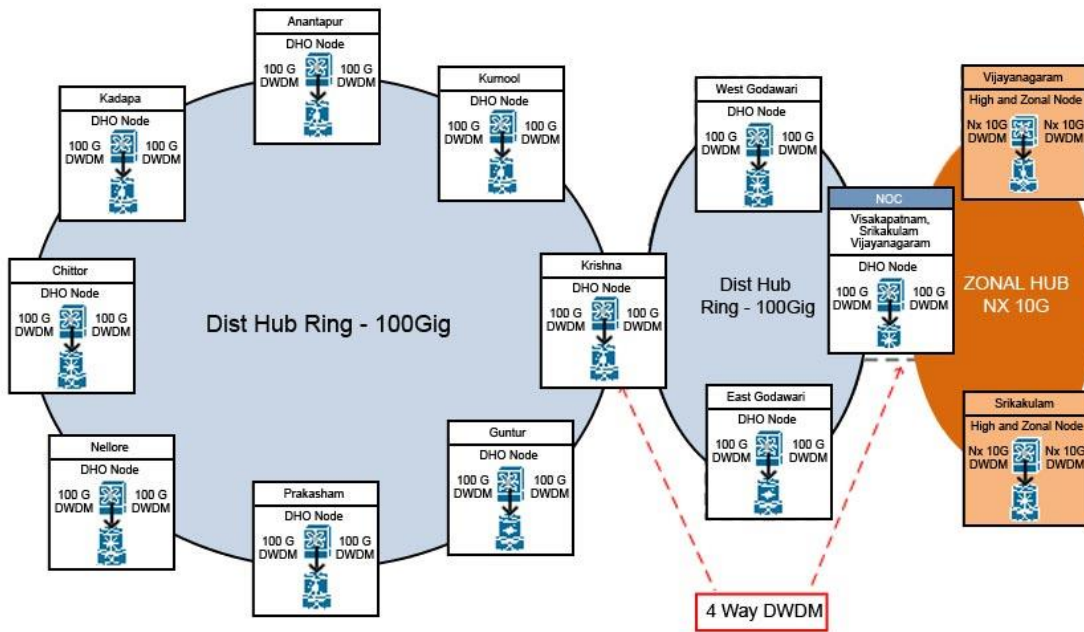 Anantapur
DHO Node
100 G
DWDM
100 G
DWDM
Kadapa
DHO Node
100 G
DWDM
100 G
DWDM
Kurnool
DHO Node
100 G
DWDM
100 G
DWDM
Chittor
DHO Node
100 G
DWDM
100 G
DWDM
Dist Hub Ring - 100Gig
Krishna
DHO Node
100 G
DWDM
100 G
DWDM
Nellore
DHO Node
100 G
DWDM
100 G
DWDM
Prakasham
DHO Node
100 G
DWDM
100 G
DWDM
Guntur
DHO Node
100 G
DWDM
100 G
DWDM
West Godawari
DHO Node
100 G
DWDM
100 G
DWDM
Dist Hub
Ring - 100Gig
East Godawari
DHO Node
100 G
DWDM
100 G
DWDM
NOC
Visakapatnam,
Srikakulam
Vijayanagaram
DHO Node
100 G
DWDM
100 G
DWDM
Vijayanagaram
High and Zonal Node
Nx 10G
DWDM
Nx 10G
DWDM
ZONAL HUB
NX 10G
Srikakulam
High and Zonal Node
Nx 10G
DWDM
Nx 10G
DWDM
4 Way DWDM